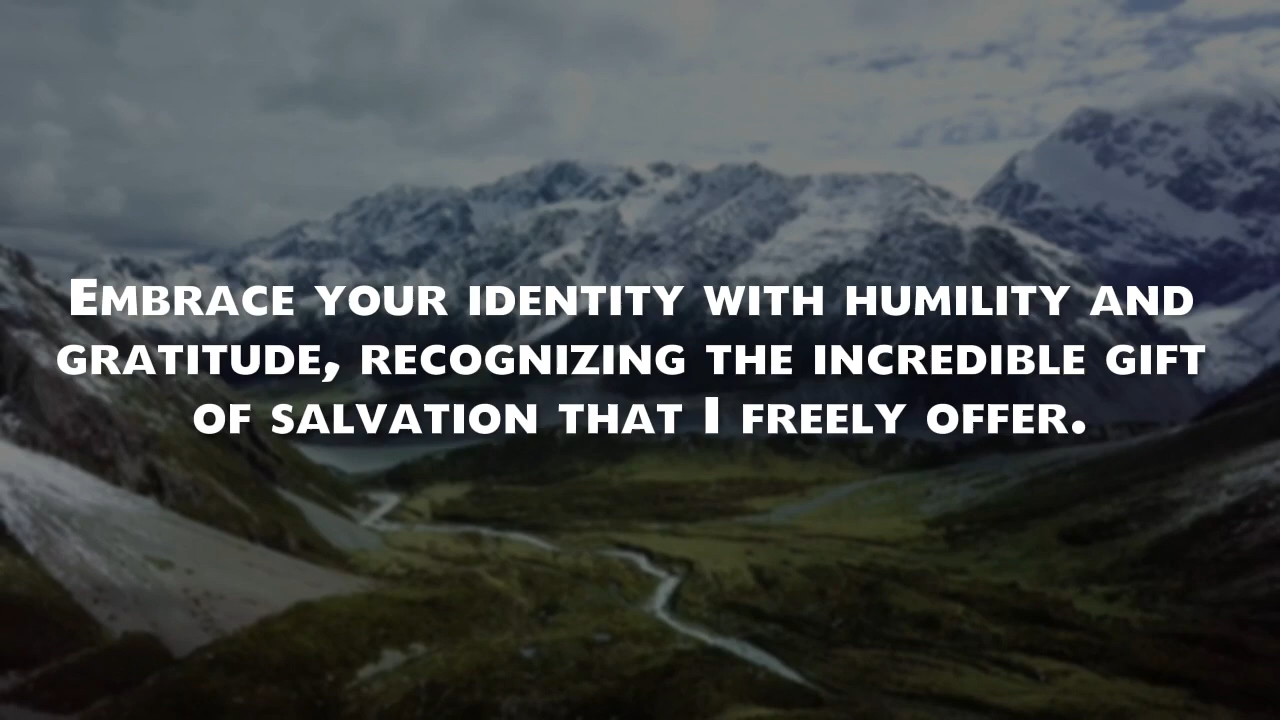 Embrace your identity with humility and
gratitude, recognizing the incredible gift
of salvation that I freely offer.